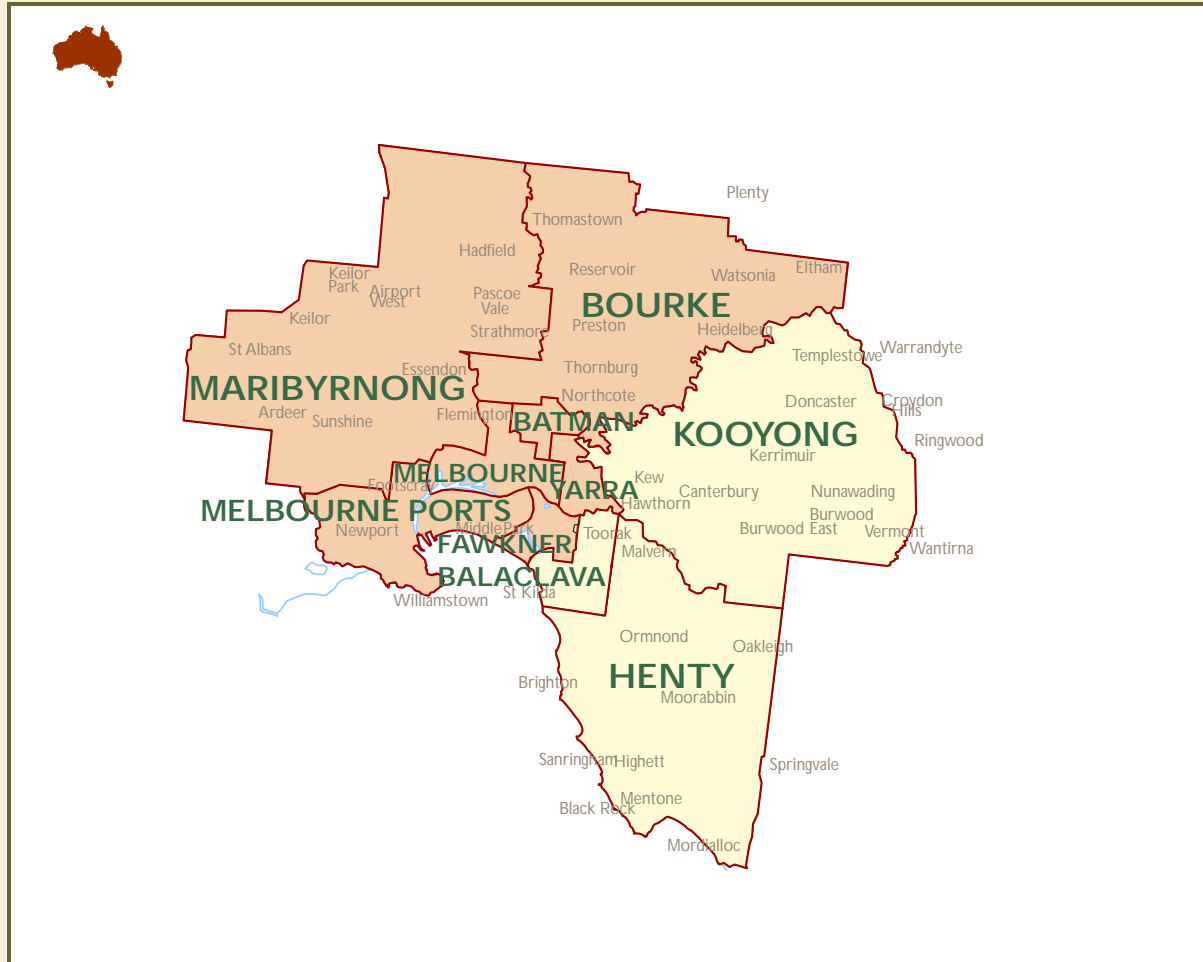 Plenty
Thomastown
Hadfield
Keilor
Park
Airport
West
Reservoir
Watsonia
Eltham
Pascoe
Vale
BOURKE
Keilor
Strathmore
Preston
Heidelberg
St Albans
Templestowe
Warrandyte
Essendon
Thornburg
MARIBYRNONG
Northcote
Doncaster
Croydon
Hills
Ardeer
Sunshine
Flemington
BATMAN
KOOYONG
Ringwood
Kerrimuir
MELBOURNE
Footscray
YARRA
Kew
Canterbury
Nunawading
Hawthorn
MELBOURNE PORTS
Burwood
Newport
Middle Park
Toorak
Burwood East
Vermont
FAWKNER
Malvern
Wantirna
BALACLAVA
St Kilda
Williamstown
Ormnond
Oakleigh
HENTY
Brighton
Moorabbin
Sanringham
Highett
Springvale
Mentone
Black Rock
Mordialloc